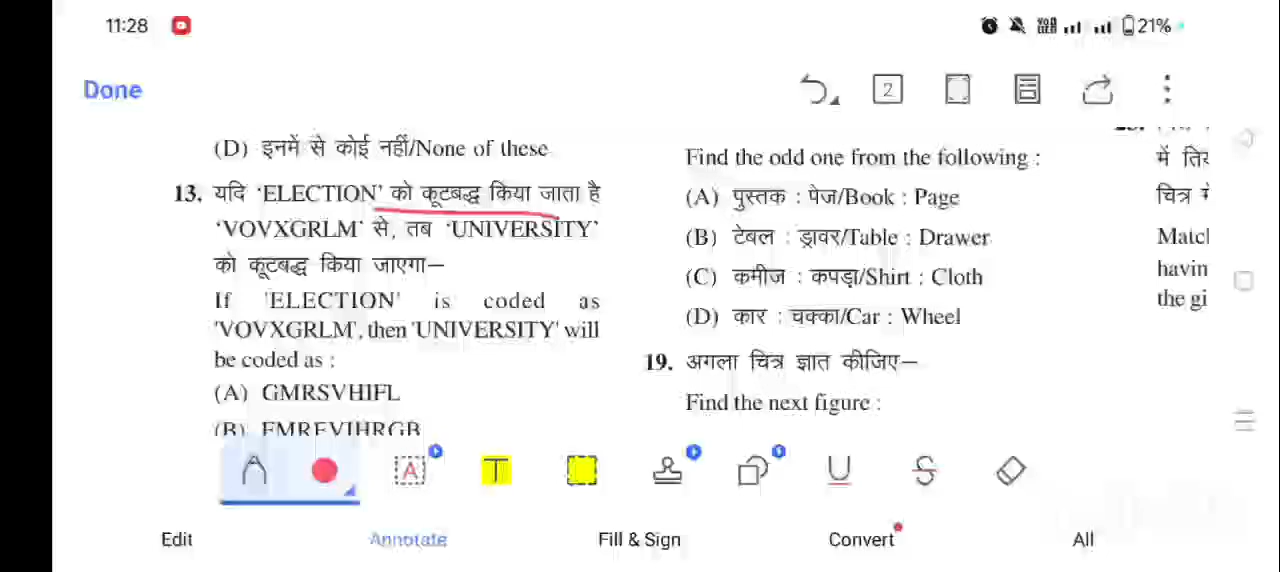 11:28
21%
Done
2
(D) इनमें से कोई नहीं/None of these
13. यदि ‘ELECTION’ को कूटबद्ध किया जाता है
‘VOVXGRLM’ से, तब ‘UNIVERSITY’
को कूटबद्ध किया जाएगा—
If 'ELECTION' is coded as
'VOVXGRLM', then 'UNIVERSITY' will
be coded as :
(A) GMRSVHIFL
(B) FMREVIHRGB
Find the odd one from the following :
(A) पुस्तक : पेज/Book : Page
(B) टेबल : ड्रावर/Table : Drawer
(C) कमीज : कपड़ा/Shirt : Cloth
(D) कार : चक्का/Car : Wheel
19. अगला चित्र ज्ञात कीजिए—
Find the next figure :
में
चित्र
the
A
T
U
S
Edit
Annotate
Fill & Sign
Convert
All